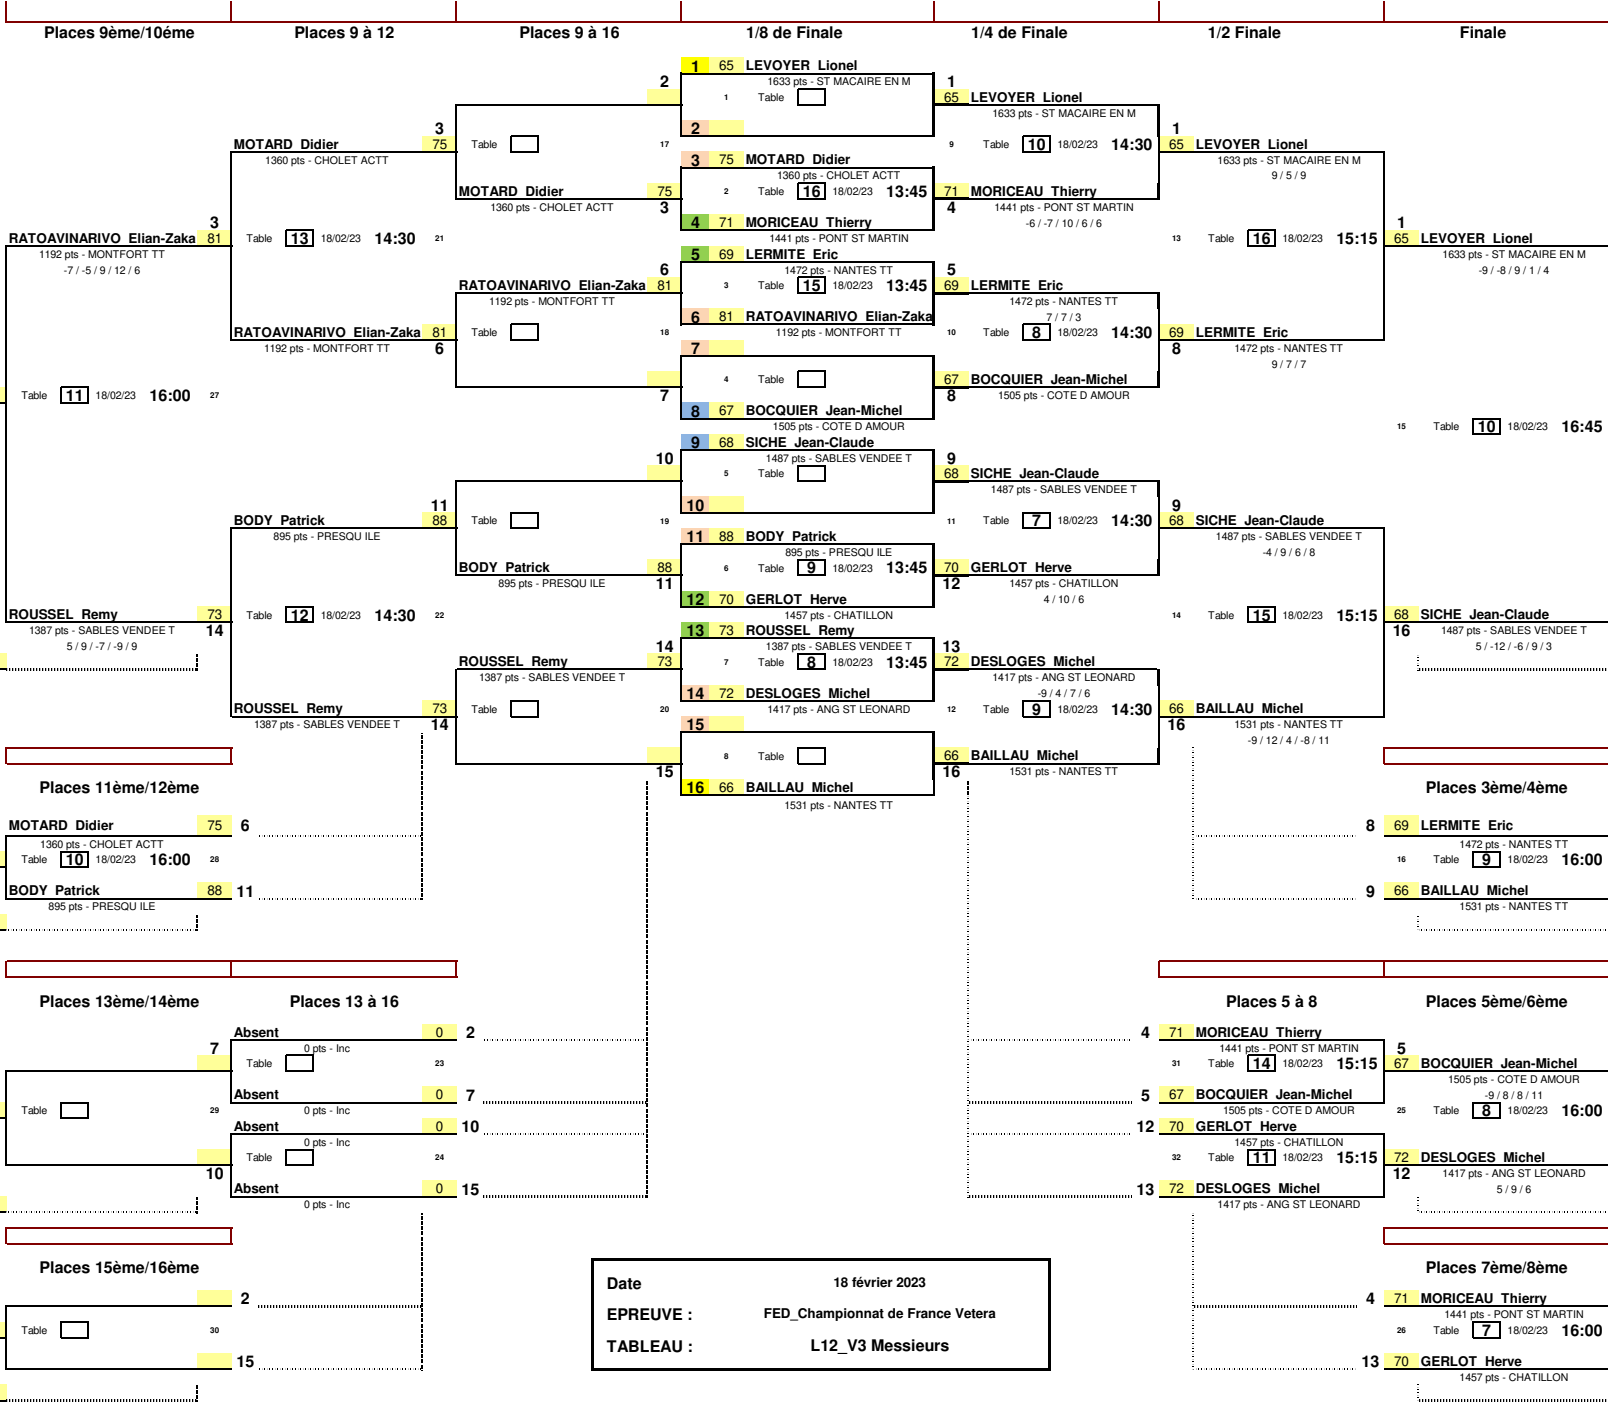 Places 9ème/10éme
Places 9 à 12
Places 9 à 16
1/8 de Finale
1/4 de Finale
1/2 Finale
Finale
1 65 LEVOYER Lionel
1633 pts - ST MACAIRE EN M
1 Table
2
3 75 MOTARD Didier
1360 pts - CHOLET ACTT
2 Table 16 18/02/23 13:45
4 71 MORICEAU Thierry
1441 pts - PONT ST MARTIN
5 69 LERMITE Eric
1472 pts - NANTES TT
3 Table 15 18/02/23 13:45
6 81 RATOAVINARIVO Elian-Zaka
1192 pts - MONTFORT TT
7
4 Table
8 67 BOCQUIER Jean-Michel
1505 pts - COTE D AMOUR
9 68 SICHE Jean-Claude
1487 pts - SABLES VENDEE T
5 Table
10
11 88 BODY Patrick
895 pts - PRESQU ILE
6 Table 9 18/02/23 13:45
12 70 GERLOT Herve
1457 pts - CHATILLON
13 73 ROUSSEL Remy
1387 pts - SABLES VENDEE T
7 Table 8 18/02/23 13:45
14 72 DESLOGES Michel
1417 pts - ANG ST LEONARD
15
8 Table
16 66 BAILLAU Michel
1531 pts - NANTES TT
1
65 LEVOYER Lionel
1633 pts - ST MACAIRE EN M
9 Table 10 18/02/23 14:30
71 MORICEAU Thierry
4
1441 pts - PONT ST MARTIN
-6 / -7 / 10 / 6 / 6
5
69 LERMITE Eric
1472 pts - NANTES TT
7 / 7 / 3
10 Table 8 18/02/23 14:30
67 BOCQUIER Jean-Michel
8
1505 pts - COTE D AMOUR
9
68 SICHE Jean-Claude
1487 pts - SABLES VENDEE T
11 Table 7 18/02/23 14:30
70 GERLOT Herve
12
1457 pts - CHATILLON
4 / 10 / 6
13
72 DESLOGES Michel
1417 pts - ANG ST LEONARD
-9 / 4 / 7 / 6
12 Table 9 18/02/23 14:30
66 BAILLAU Michel
16
1531 pts - NANTES TT
1
65 LEVOYER Lionel
1633 pts - ST MACAIRE EN M
9 / 5 / 9
13 Table 16 18/02/23 15:15
69 LERMITE Eric
8
1472 pts - NANTES TT
9 / 7 / 7
9
68 SICHE Jean-Claude
1487 pts - SABLES VENDEE T
-4 / 9 / 6 / 8
14 Table 15 18/02/23 15:15
66 BAILLAU Michel
16
1531 pts - NANTES TT
-9 / 12 / 4 / -8 / 11
1
65 LEVOYER Lionel
1633 pts - ST MACAIRE EN M
-9 / -8 / 9 / 1 / 4
15 Table 10 18/02/23 16:45
68 SICHE Jean-Claude
16
1487 pts - SABLES VENDEE T
5 / -12 / -6 / 9 / 3
2
Table 17
MOTARD Didier 75
1360 pts - CHOLET ACTT
3
6
RATOAVINARIVO Elian-Zaka 81
1192 pts - MONTFORT TT
Table 18
7
10
Table 19
BODY Patrick 88
895 pts - PRESQU ILE
11
14
ROUSSEL Remy 73
1387 pts - SABLES VENDEE T
Table 20
15
3
MOTARD Didier 75
1360 pts - CHOLET ACTT
Table 13 18/02/23 14:30 21
RATOAVINARIVO Elian-Zaka 81
1192 pts - MONTFORT TT
6
11
BODY Patrick 88
895 pts - PRESQU ILE
Table 12 18/02/23 14:30 22
ROUSSEL Remy 73
1387 pts - SABLES VENDEE T
14
3
RATOAVINARIVO Elian-Zaka 81
1192 pts - MONTFORT TT
-7 / -5 / 9 / 12 / 6
Table 11 18/02/23 16:00 27
ROUSSEL Remy 73
1387 pts - SABLES VENDEE T
14
5 / 9 / -7 / -9 / 9
Places 11ème/12ème
MOTARD Didier 75 6
1360 pts - CHOLET ACTT
Table 10 18/02/23 16:00 28
BODY Patrick 88 11
895 pts - PRESQU ILE
Places 3ème/4ème
8 69 LERMITE Eric
1472 pts - NANTES TT
16 Table 9 18/02/23 16:00
9 66 BAILLAU Michel
1531 pts - NANTES TT
Places 13ème/14ème
Places 13 à 16
Absent 0 2
0 pts - Inc
Table 23
Absent 0 7
0 pts - Inc
Absent 0 10
0 pts - Inc
Table 24
Absent 0 15
0 pts - Inc
7
Table 29
10
Places 5 à 8
Places 5ème/6ème
4 71 MORICEAU Thierry
1441 pts - PONT ST MARTIN
31 Table 14 18/02/23 15:15
5 67 BOCQUIER Jean-Michel
1505 pts - COTE D AMOUR
12 70 GERLOT Herve
1457 pts - CHATILLON
32 Table 11 18/02/23 15:15
13 72 DESLOGES Michel
1417 pts - ANG ST LEONARD
5
67 BOCQUIER Jean-Michel
1505 pts - COTE D AMOUR
-9 / 8 / 8 / 11
25 Table 8 18/02/23 16:00
72 DESLOGES Michel
12
1417 pts - ANG ST LEONARD
5 / 9 / 6
Places 15ème/16ème
2
Table 30
15
Date 18 février 2023
EPREUVE : FED_Championnat de France Vetera
TABLEAU : L12_V3 Messieurs
Places 7ème/8ème
4 71 MORICEAU Thierry
1441 pts - PONT ST MARTIN
26 Table 7 18/02/23 16:00
13 70 GERLOT Herve
1457 pts - CHATILLON